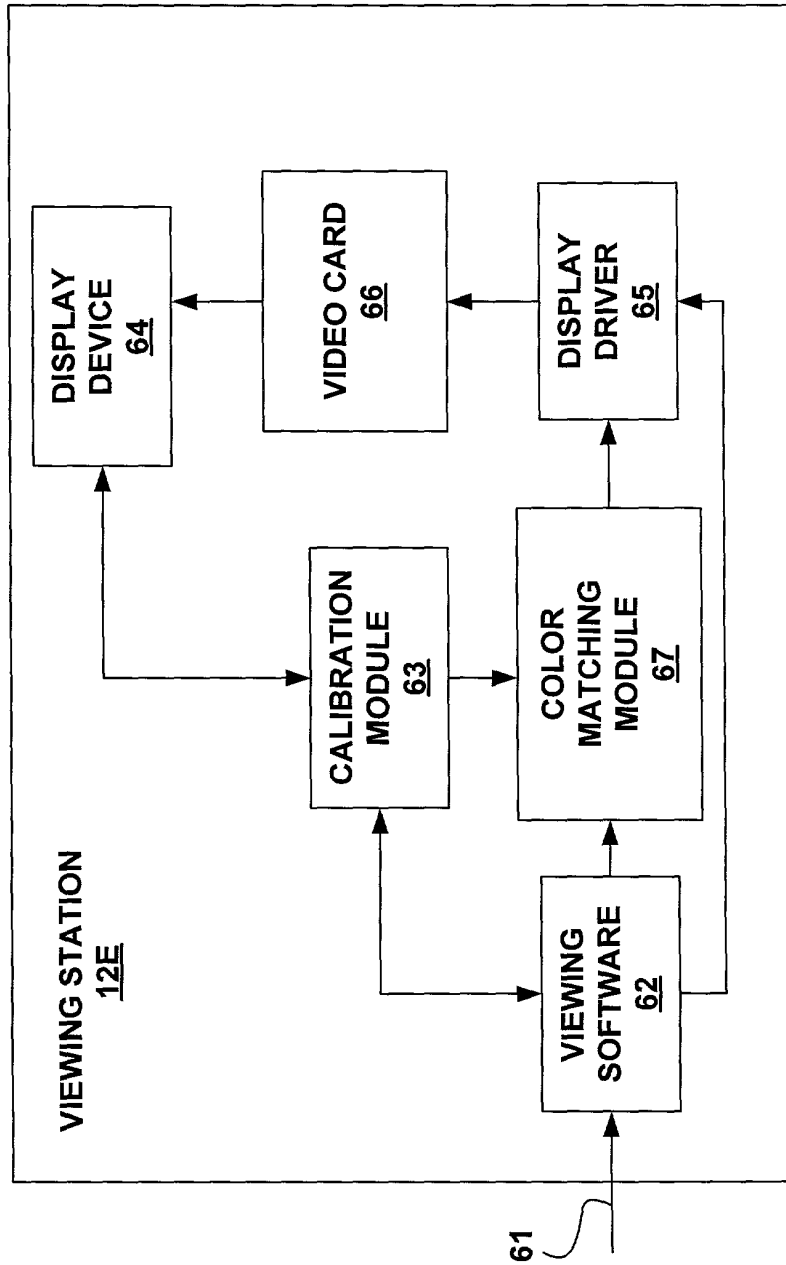 VIEWING STATION
12E
DISPLAY
DEVICE
64
CALIBRATION
MODULE
63
VIDEO CARD
66
61
VIEWING
SOFTWARE
62
COLOR
MATCHING
MODULE
67
DISPLAY
DRIVER
65